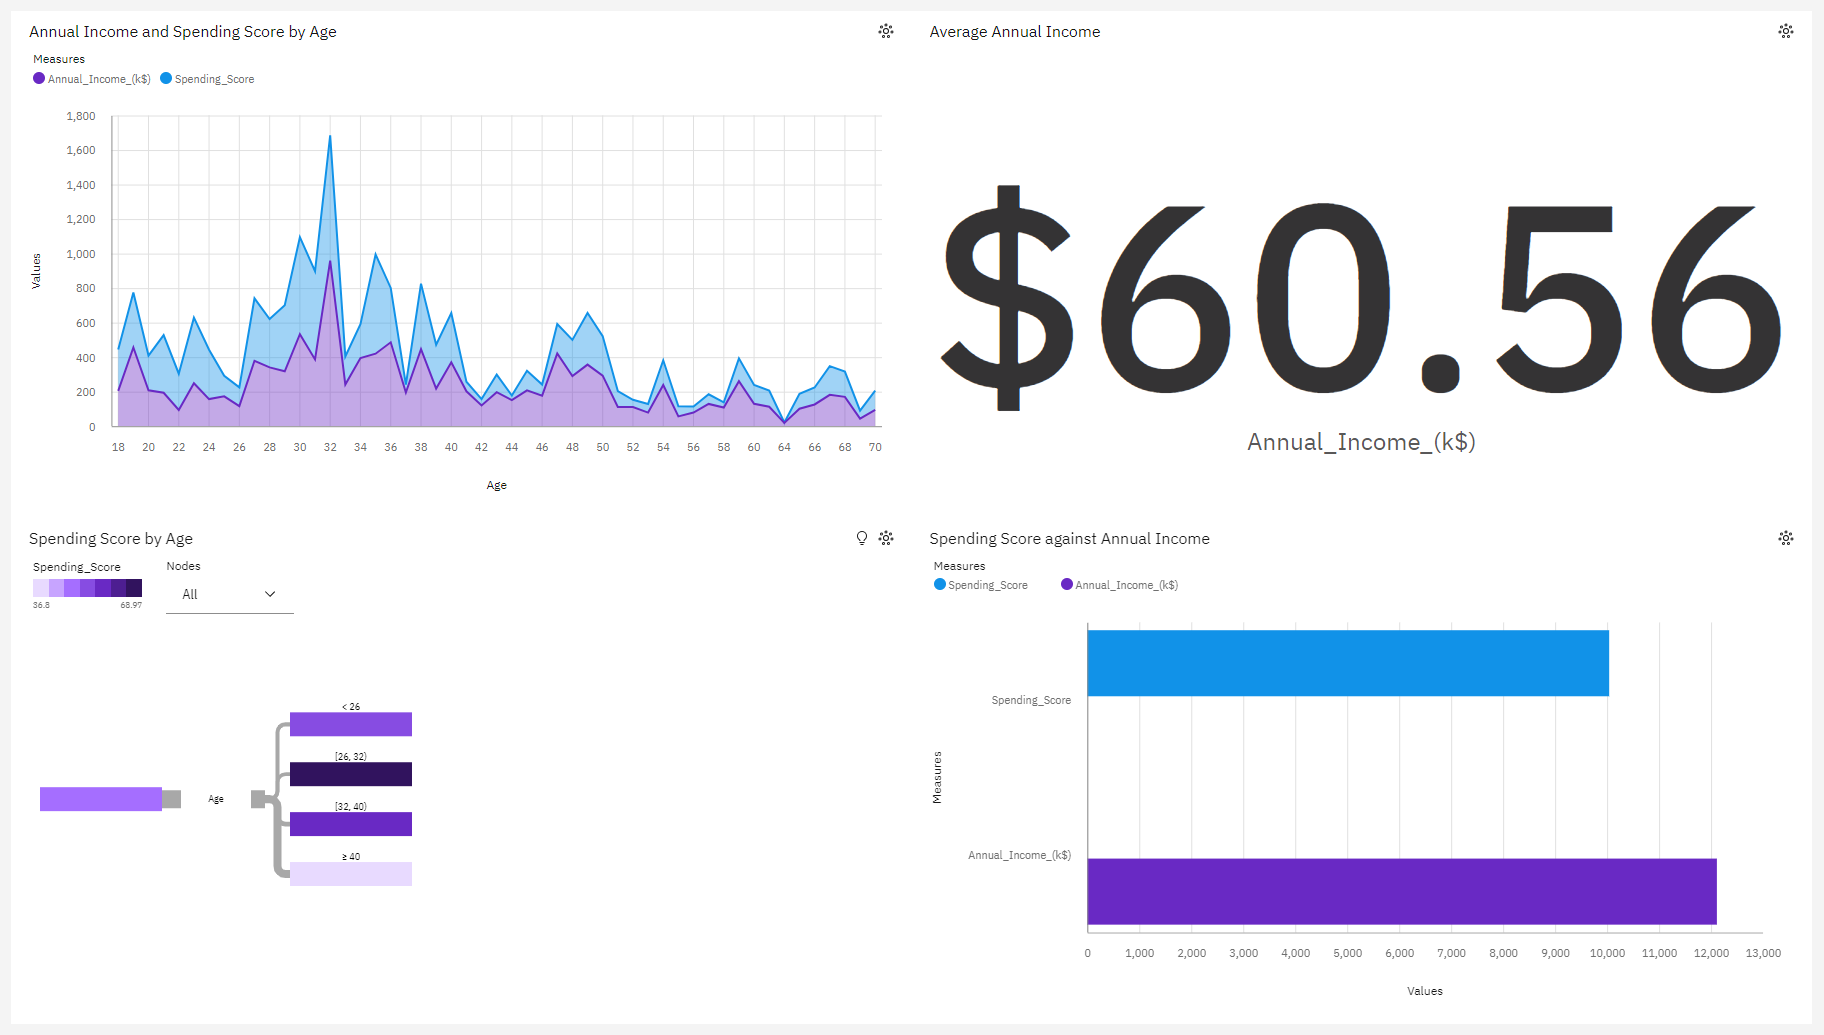 Annual Income and Spending Score by Age
Measures
Annual_Income_(k$) Spending_Score
Values
1,800
1,600
1,400
1,200
1,000
800
600
400
200
0
18 20 22 24 26 28 30 32 34 36 38 40 42 44 46 48 50 52 54 56 58 60 64 66 68 70
Age
Average Annual Income
$60.56
Annual_Income_(k$)
Spending Score by Age
Spending_Score
36.8 68.97
Nodes
All
Age
< 26
[26, 32)
[32, 40)
≥ 40
Spending Score against Annual Income
Measures
Spending_Score Annual_Income_(k$)
Measures
Spending_Score
Annual_Income_(k$)
0 1,000 2,000 3,000 4,000 5,000 6,000 7,000 8,000 9,000 10,000 11,000 12,000 13,000
Values